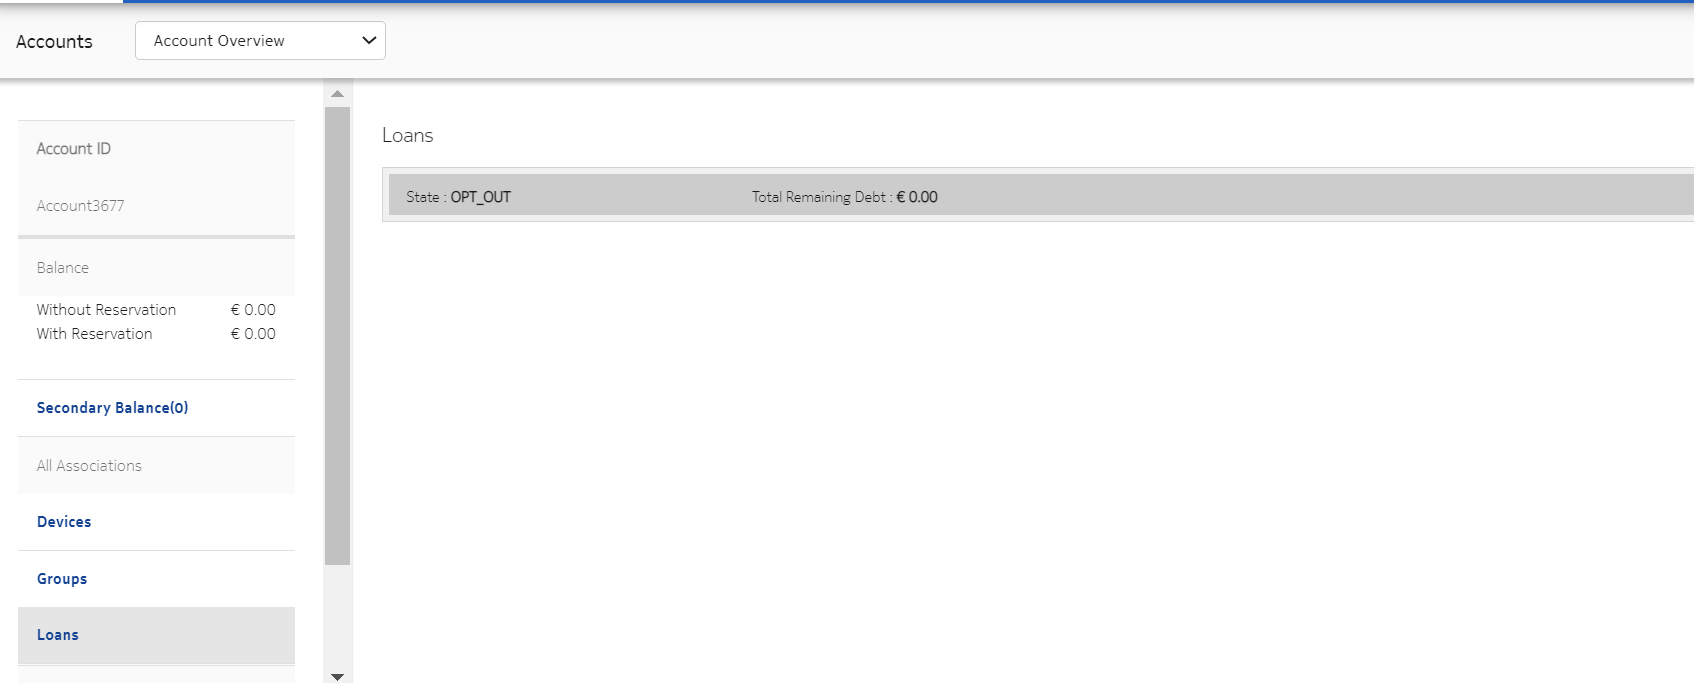 Accounts
Account Overview
Account ID
Account3677
Balance
Without Reservation € 0.00
With Reservation € 0.00
Secondary Balance(0)
All Associations
Devices
Groups
Loans
Loans
State : OPT_OUT Total Remaining Debt : € 0.00